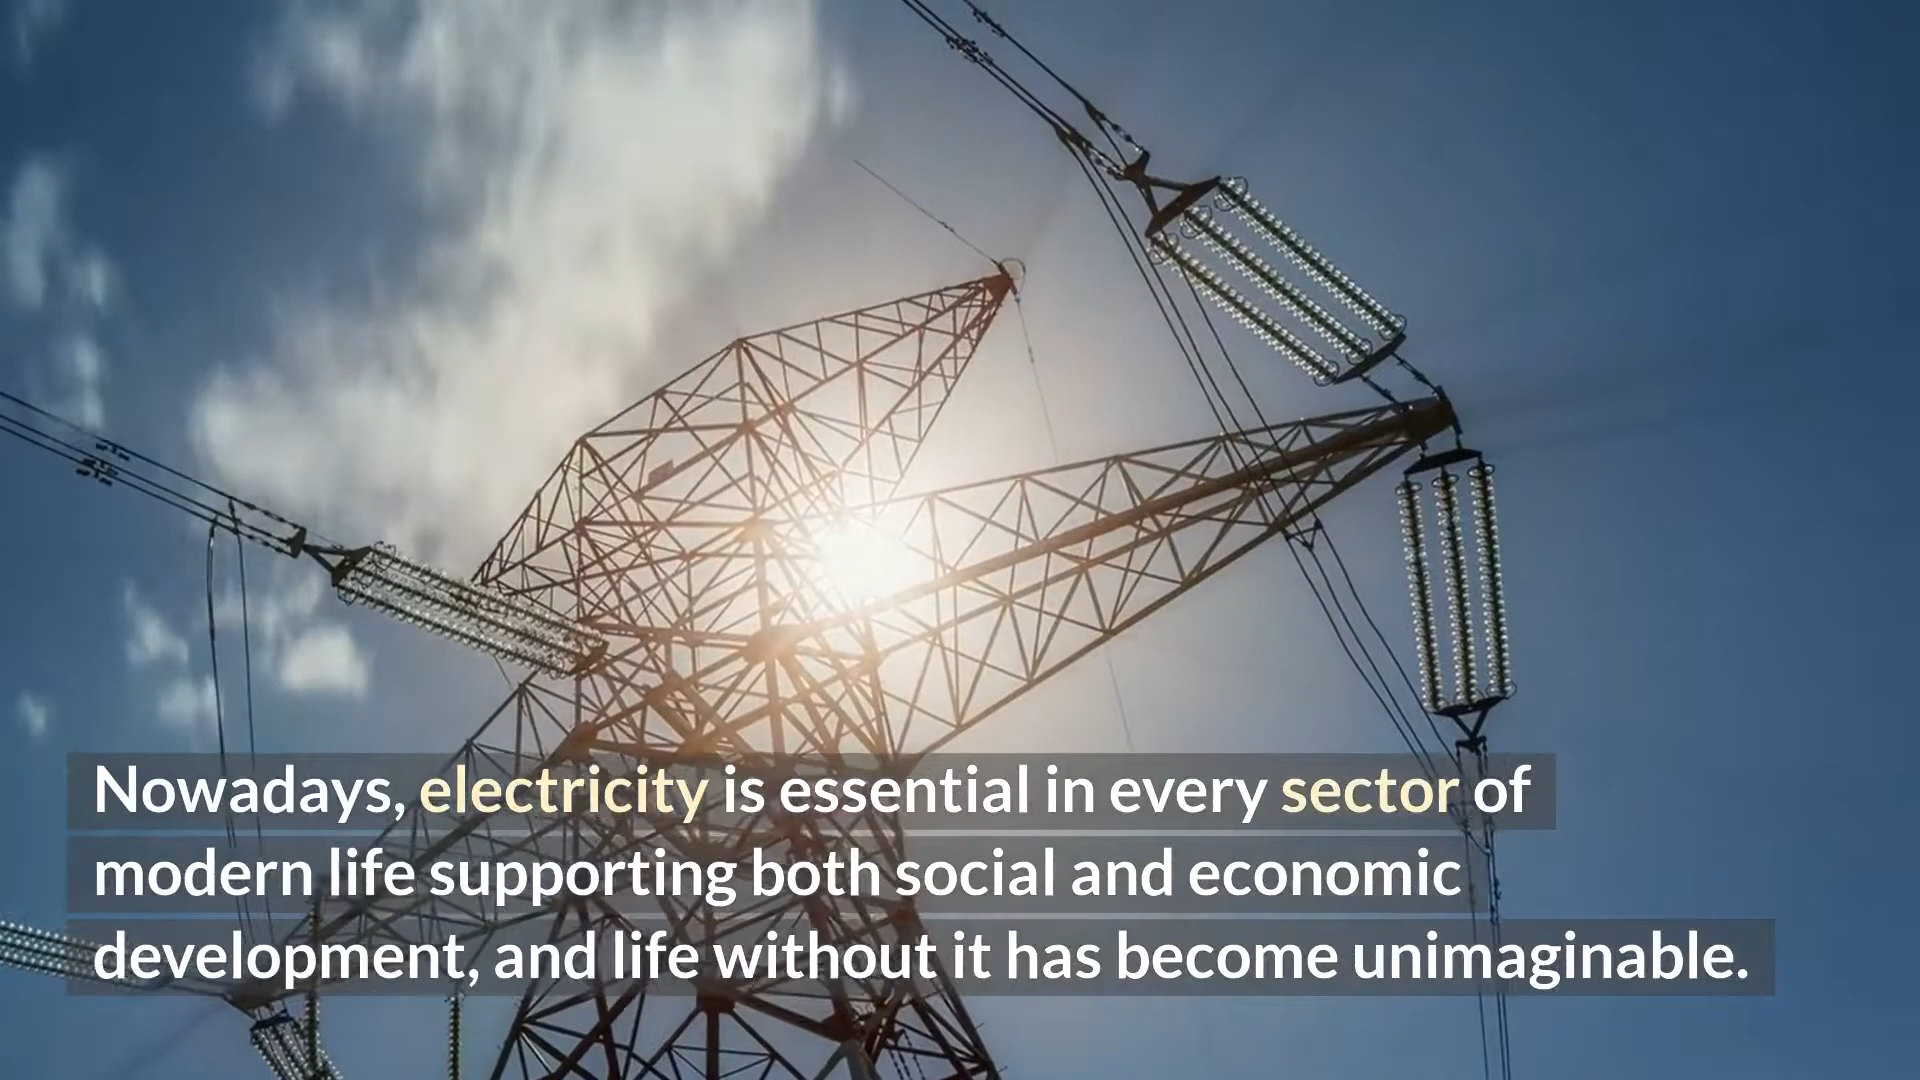 Nowadays, electricity is essential in every sector of
modern life supporting both social and economic
development, and life without it has become unimaginable.